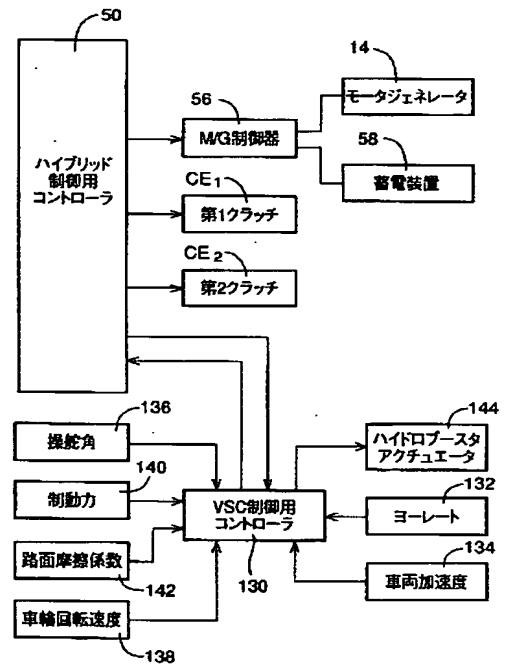 50
ハイブリッド
制御用
コントローラ
56
M/G制御器
14
モータジェネレータ
58
蓄電装置
CE1
第1クラッチ
CE2
第2クラッチ
136
操舵角
140
制動力
路面摩擦係数
142
車輪回転速度
138
VSC制御用
コントローラ
130
144
ハイドロブースタ
アクチュエータ
132
ヨーレート
134
車両加速度